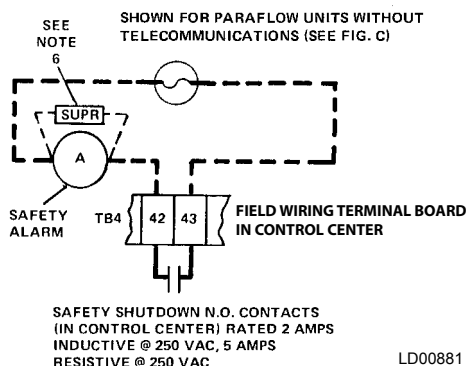 SEE
NOTE
6
SHOWN FOR PARAFLOW UNITS WITHOUT
TELECOMMUNICATIONS (SEE FIG. C)
SUPR
A
SAFETY
ALARM
TB4 42 43
FIELD WIRING TERMINAL BOARD
IN CONTROL CENTER
SAFETY SHUTDOWN N.O. CONTACTS
(IN CONTROL CENTER) RATED 2 AMPS
INDUCTIVE @ 250 VAC, 5 AMPS
RESISTIVE @ 250 VAC
LD00881